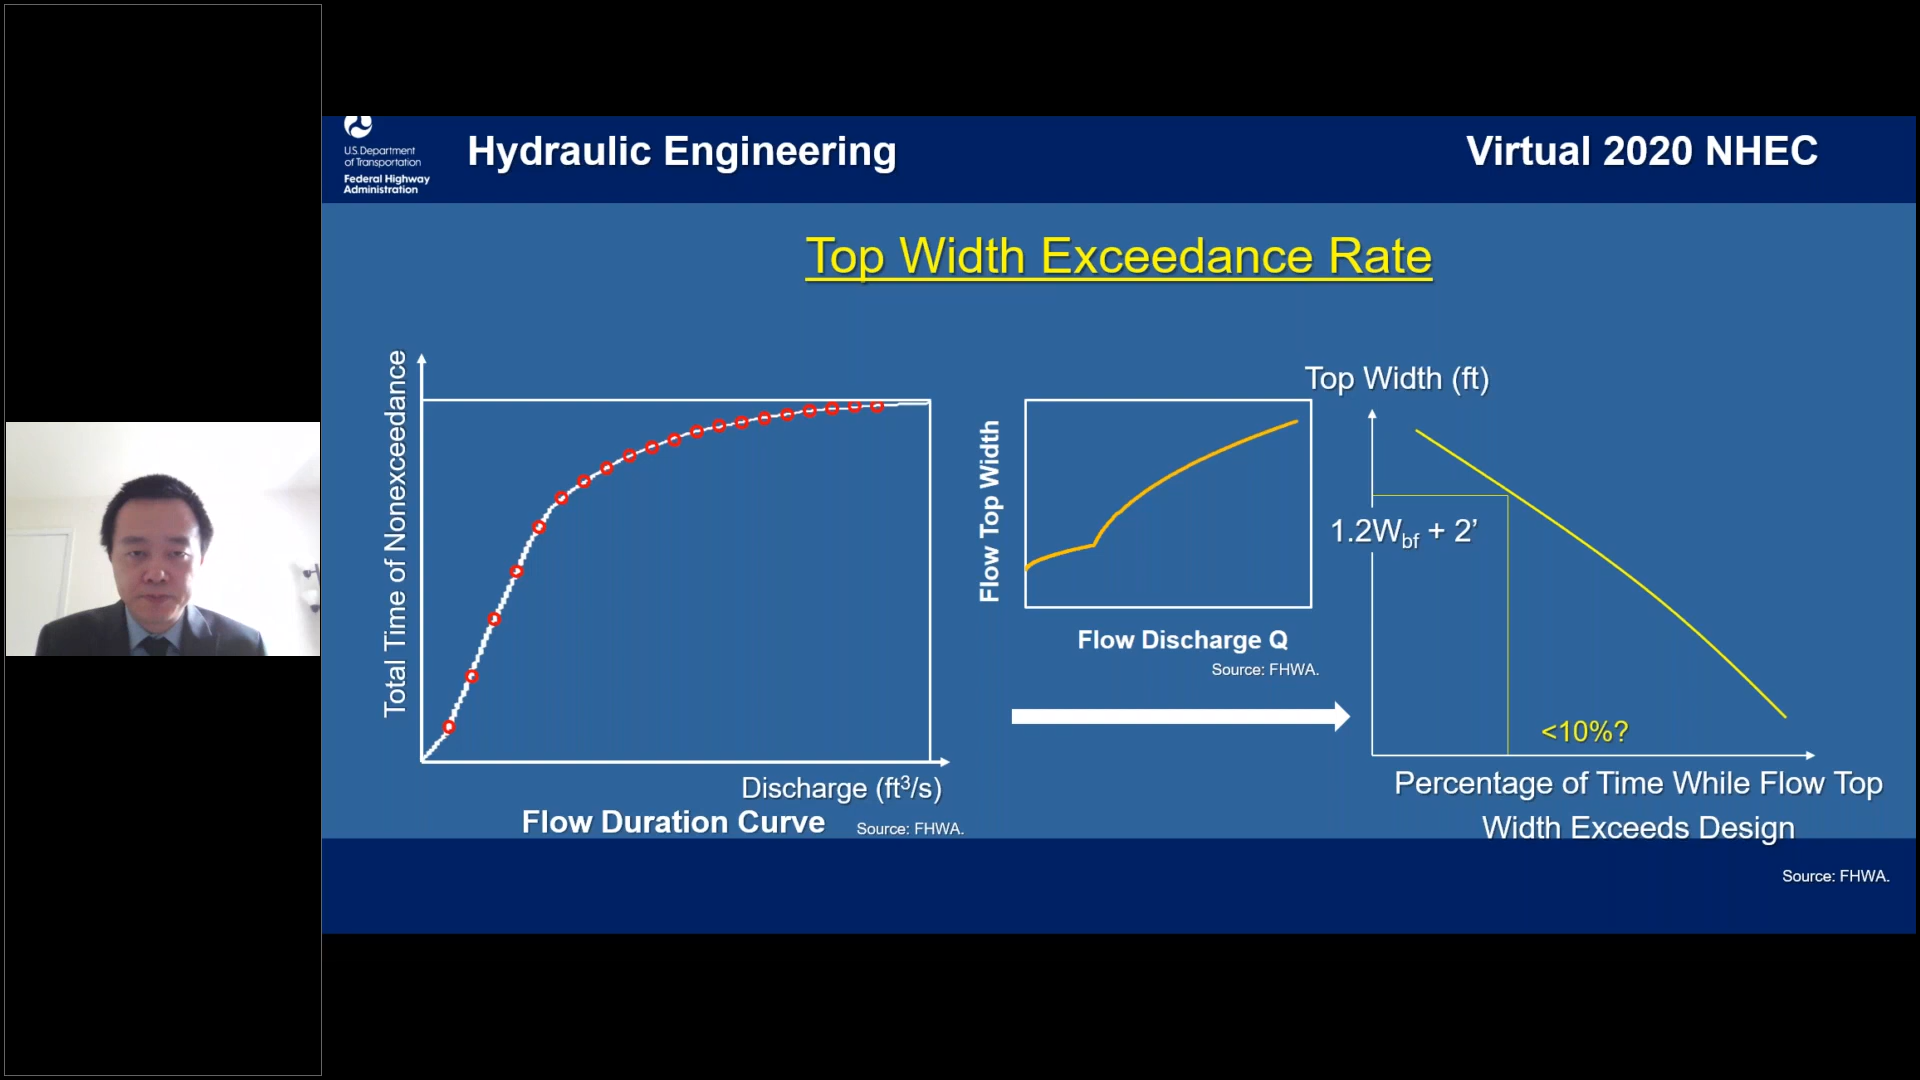 U.S. Department
of Transportation
Federal Highway
Administration
Hydraulic Engineering
Virtual 2020 NHEC
Top Width Exceedance Rate
Total Time of Nonexceedance
Discharge (ft³/s)
Flow Duration Curve
Source: FHWA.
Flow Top Width
Flow Discharge Q
Source: FHWA.
Top Width (ft)
1.2Wbf + 2’
<10%?
Percentage of Time While Flow Top
Width Exceeds Design
Source: FHWA.